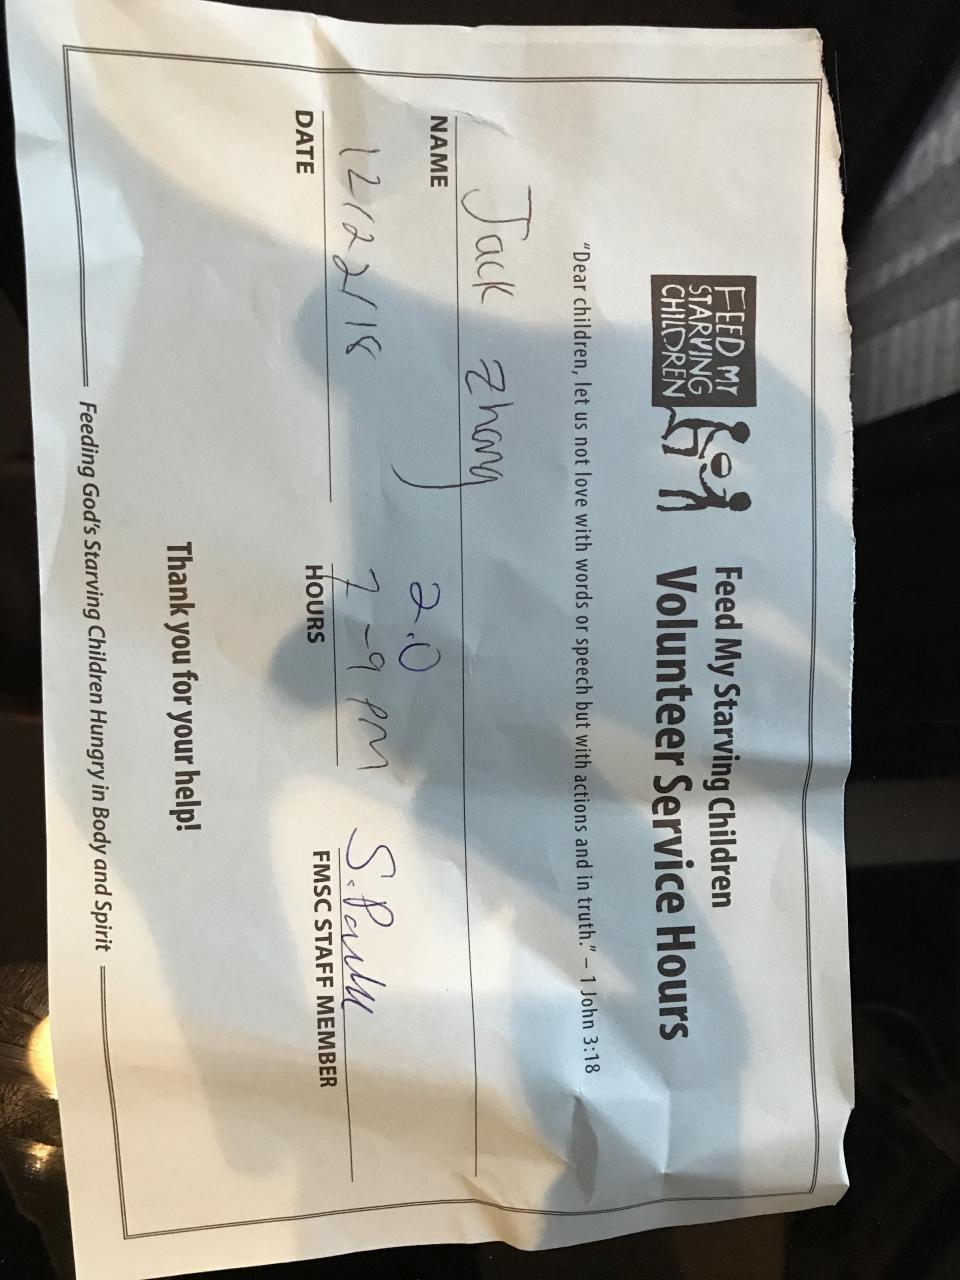 FEED MY
STARVING
CHILDREN
Feed My Starving Children
Volunteer Service Hours
"Dear children, let us not love with words or speech but with actions and in truth." – 1 John 3:18
Jack Zhang
NAME
2.0
12/22/18 7-9 PM
DATE HOURS FMSC STAFF MEMBER
Thank you for your help!
Feeding God's Starving Children Hungry in Body and Spirit